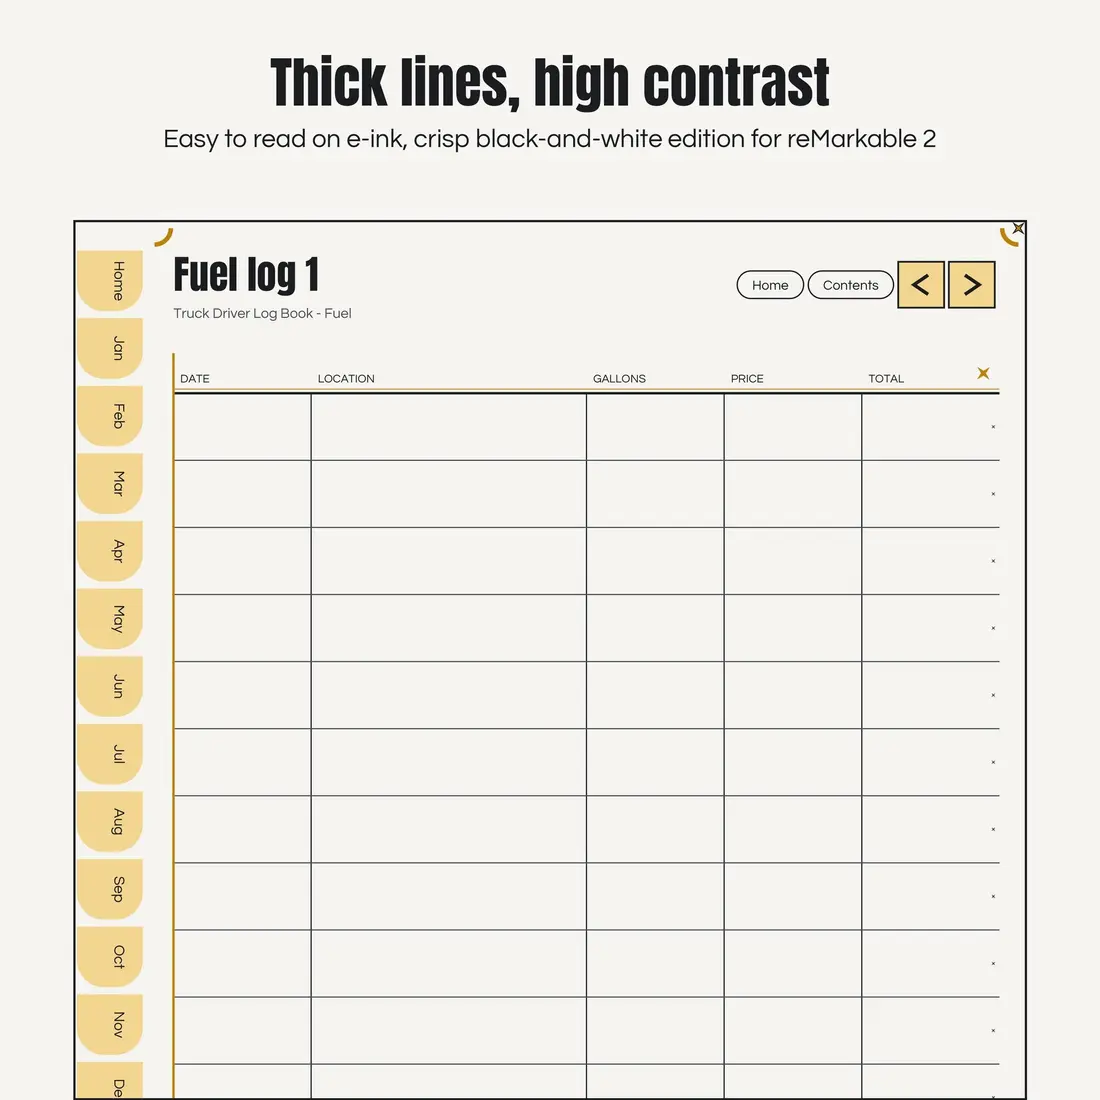 Thick lines, high contrast
Easy to read on e-ink, crisp black-and-white edition for reMarkable 2
Fuel log 1
Truck Driver Log Book - Fuel
Home
Contents
<
>
DATE LOCATION GALLONS PRICE TOTAL
Home
Jan
Feb
Mar
Apr
May
Jun
Jul
Aug
Sep
Oct
Nov
De